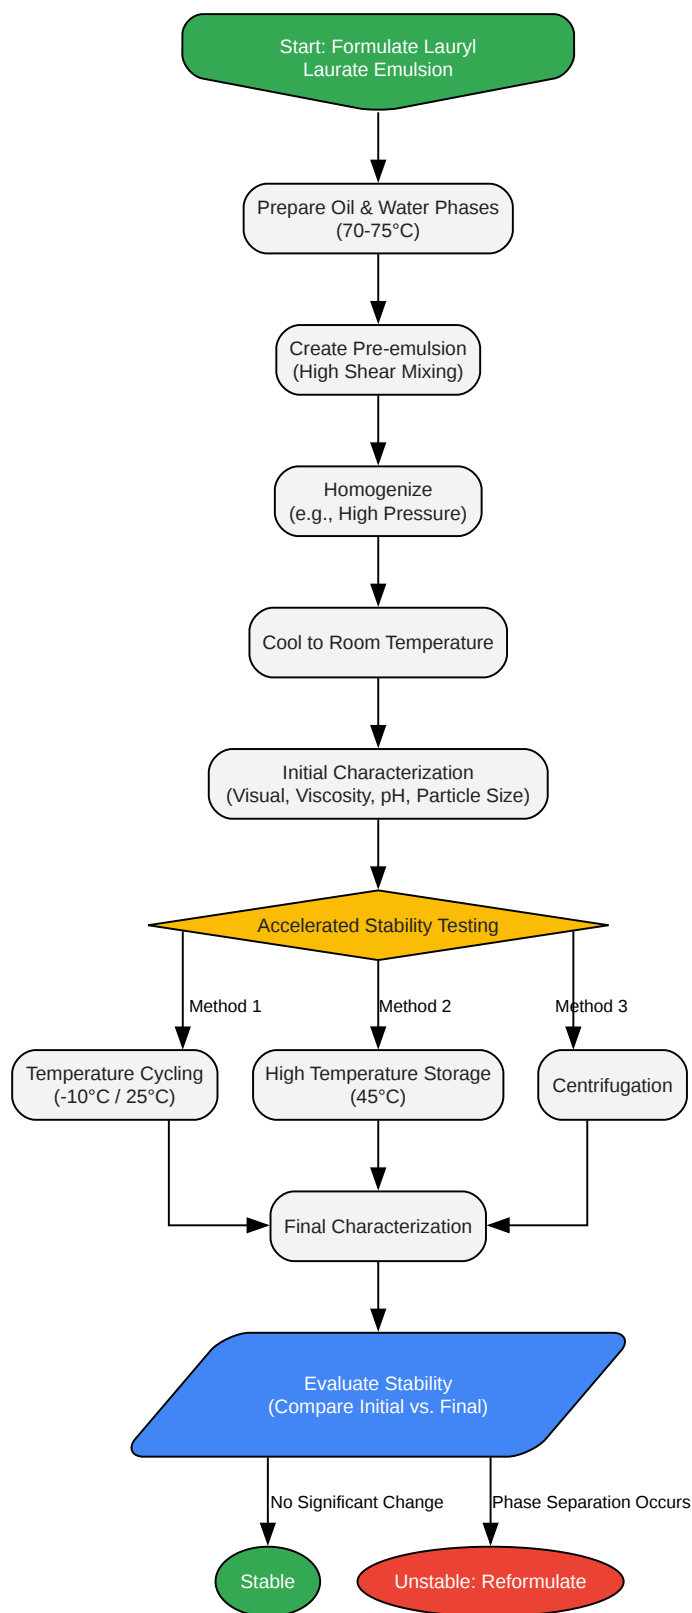 Start: Formulate Lauryl
Laurate Emulsion
Prepare Oil & Water Phases
(70-75°C)
Create Pre-emulsion
(High Shear Mixing)
Homogenize
(e.g., High Pressure)
Cool to Room Temperature
Initial Characterization
(Visual, Viscosity, pH, Particle Size)
Accelerated Stability Testing
Method 1
Method 2
Method 3
Temperature Cycling
(-10°C / 25°C)
High Temperature Storage
(45°C)
Centrifugation
Final Characterization
Evaluate Stability
(Compare Initial vs. Final)
No Significant Change
Phase Separation Occurs
Stable
Unstable: Reformulate